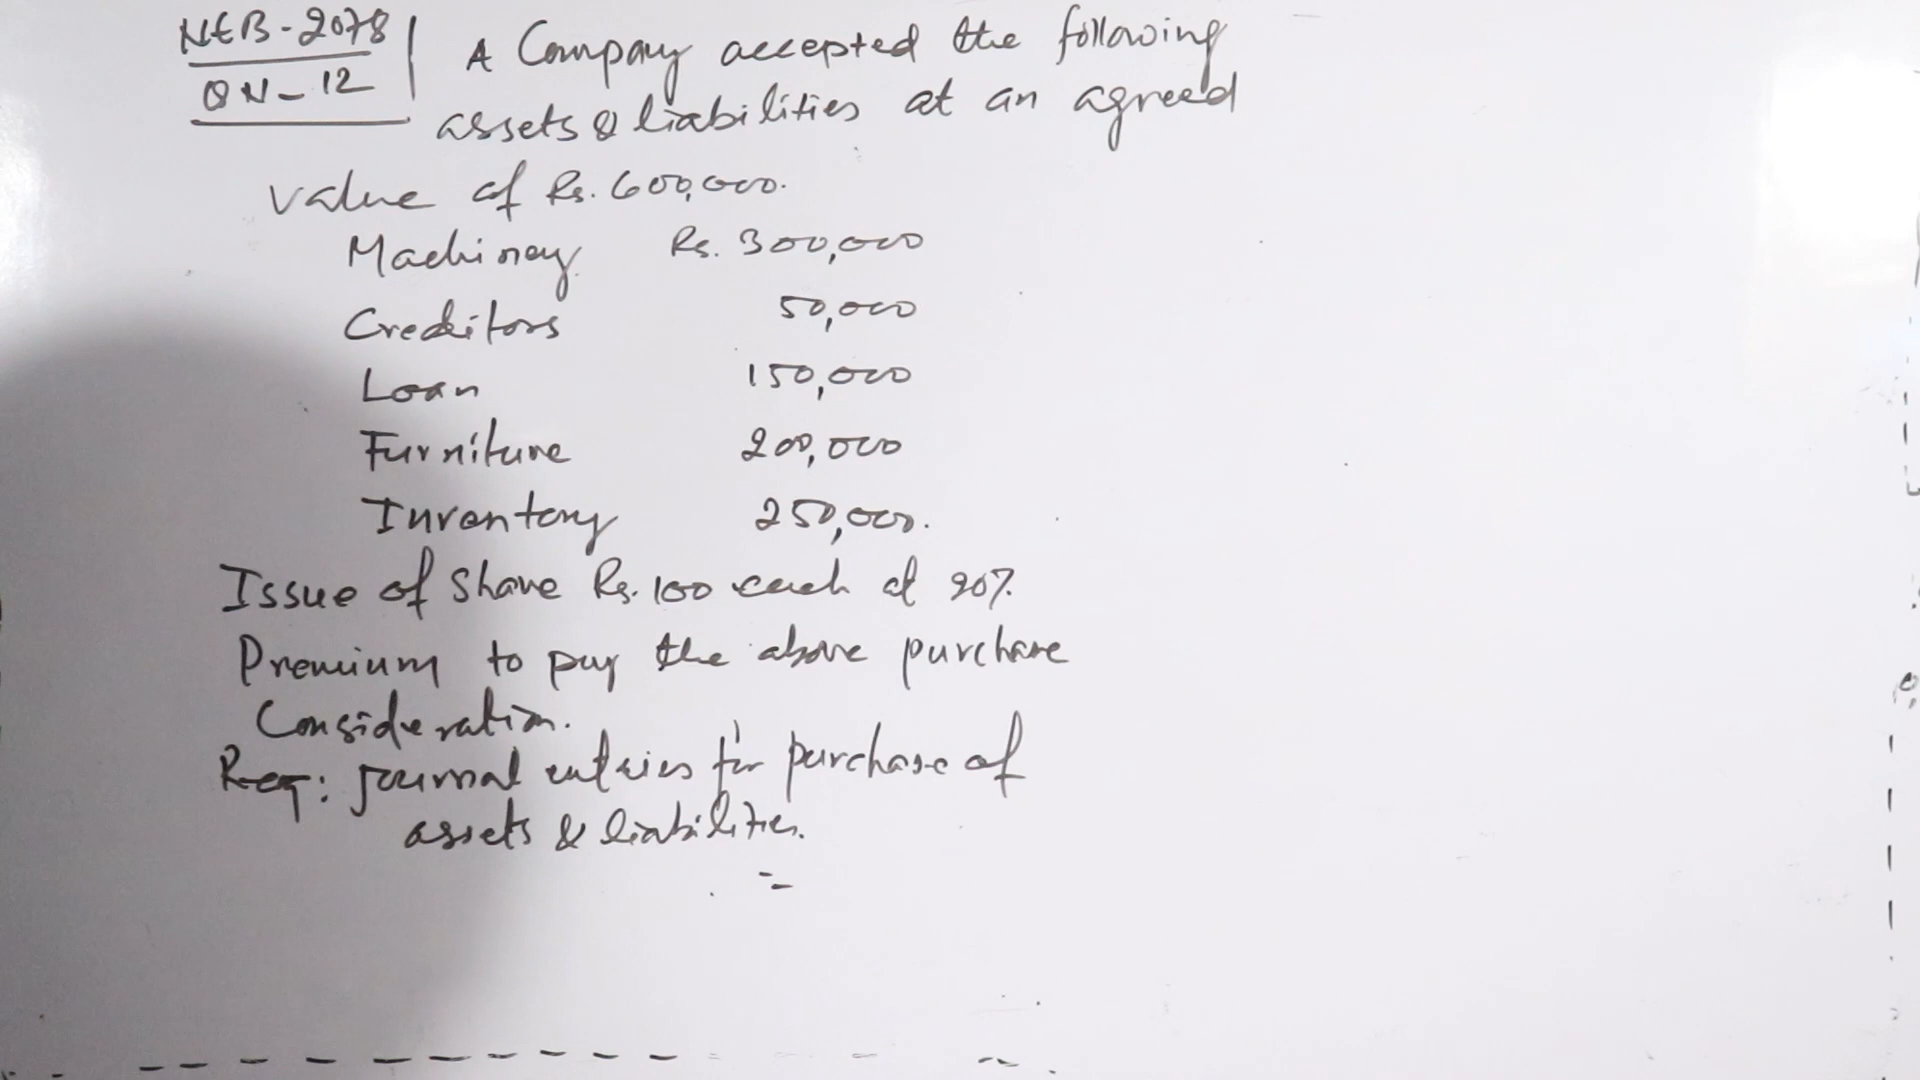 NEB-2078
QN-12
A Company accepted the following
assets & liabilities at an agreed
value of Rs. 600,000.
Machinery Rs. 300,000
Creditors 50,000
Loan 150,000
Furniture 200,000
Inventory 250,000.
Issue of Share Rs. 100 each at 20%
Premium to pay the above purchase
Consideration.
Req: Journal entries for purchase of
assets & liabilities.